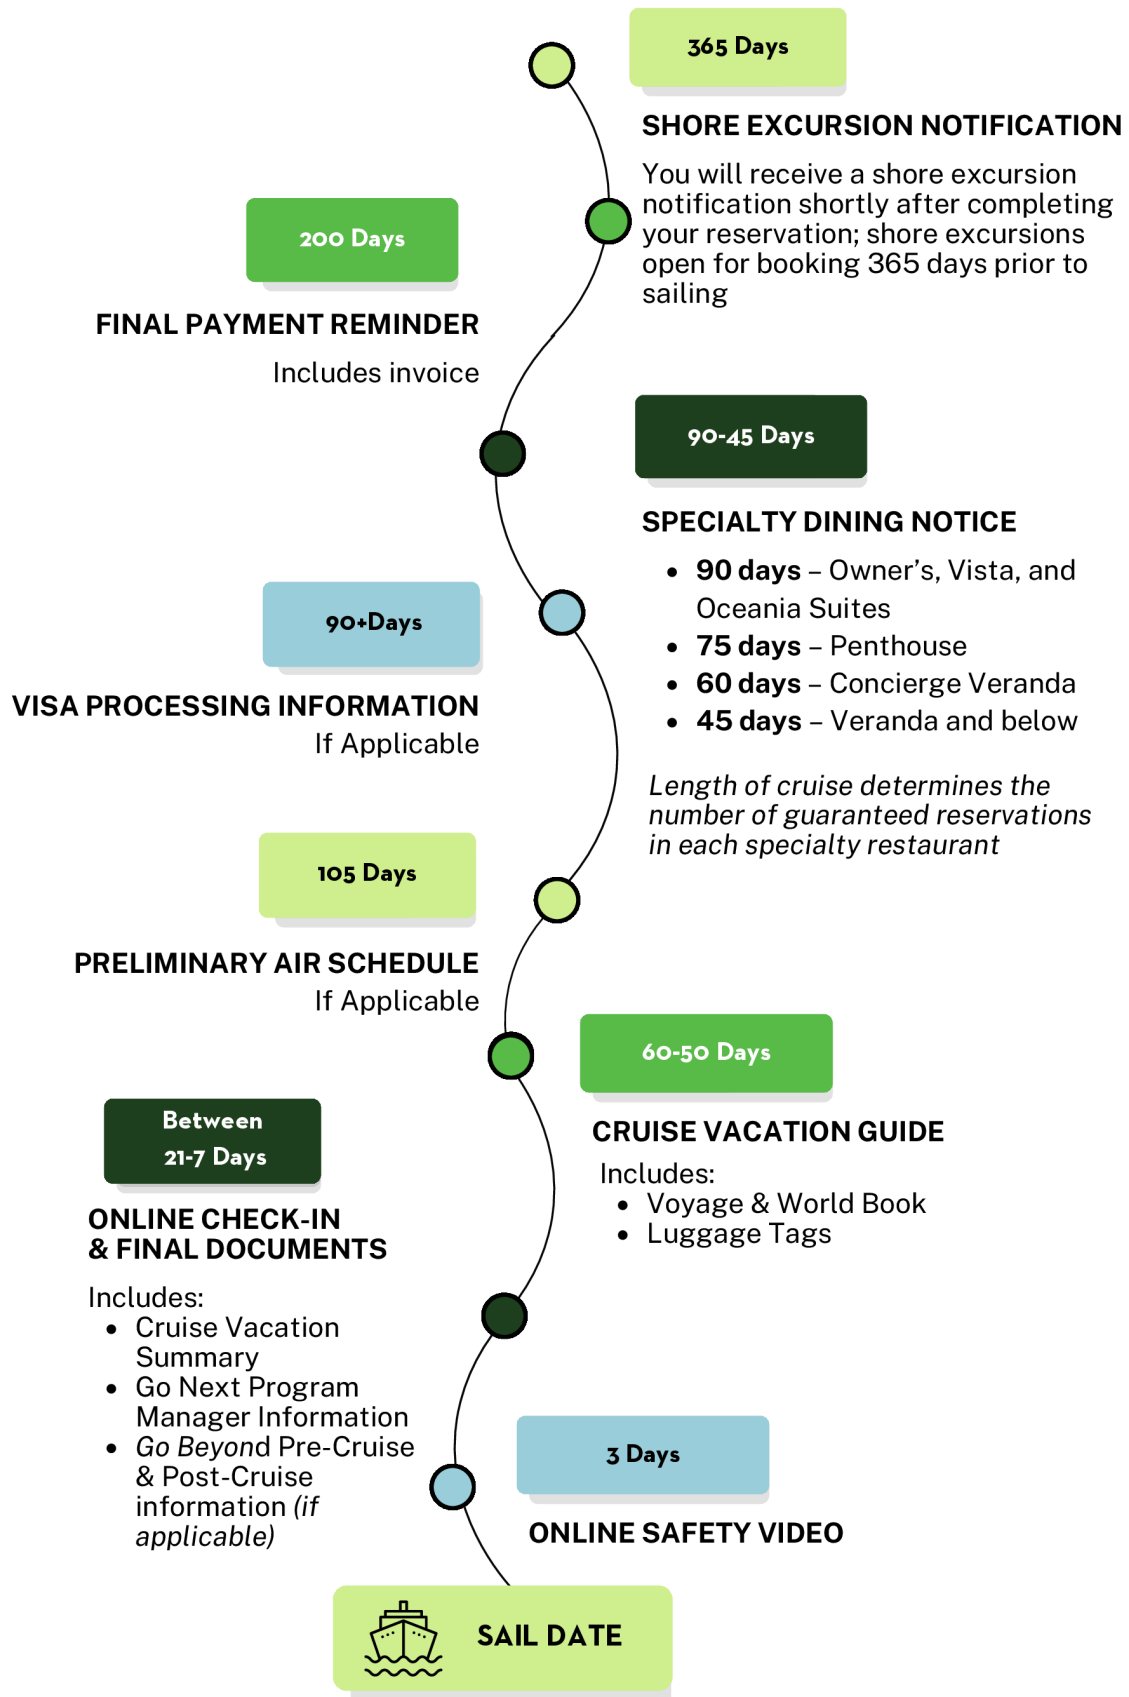 365 Days
SHORE EXCURSION NOTIFICATION
You will receive a shore excursion
notification shortly after completing
your reservation; shore excursions
open for booking 365 days prior to
sailing
200 Days
FINAL PAYMENT REMINDER
Includes invoice
90-45 Days
SPECIALTY DINING NOTICE
• 90 days – Owner’s, Vista, and
Oceania Suites
• 75 days – Penthouse
• 60 days – Concierge Veranda
• 45 days – Veranda and below
Length of cruise determines the
number of guaranteed reservations
in each specialty restaurant
90+Days
VISA PROCESSING INFORMATION
If Applicable
105 Days
PRELIMINARY AIR SCHEDULE
If Applicable
60-50 Days
CRUISE VACATION GUIDE
Includes:
• Voyage & World Book
• Luggage Tags
Between
21-7 Days
ONLINE CHECK-IN
& FINAL DOCUMENTS
Includes:
• Cruise Vacation
Summary
• Go Next Program
Manager Information
• Go Beyond Pre-Cruise
& Post-Cruise
information (if
applicable)
3 Days
ONLINE SAFETY VIDEO
SAIL DATE